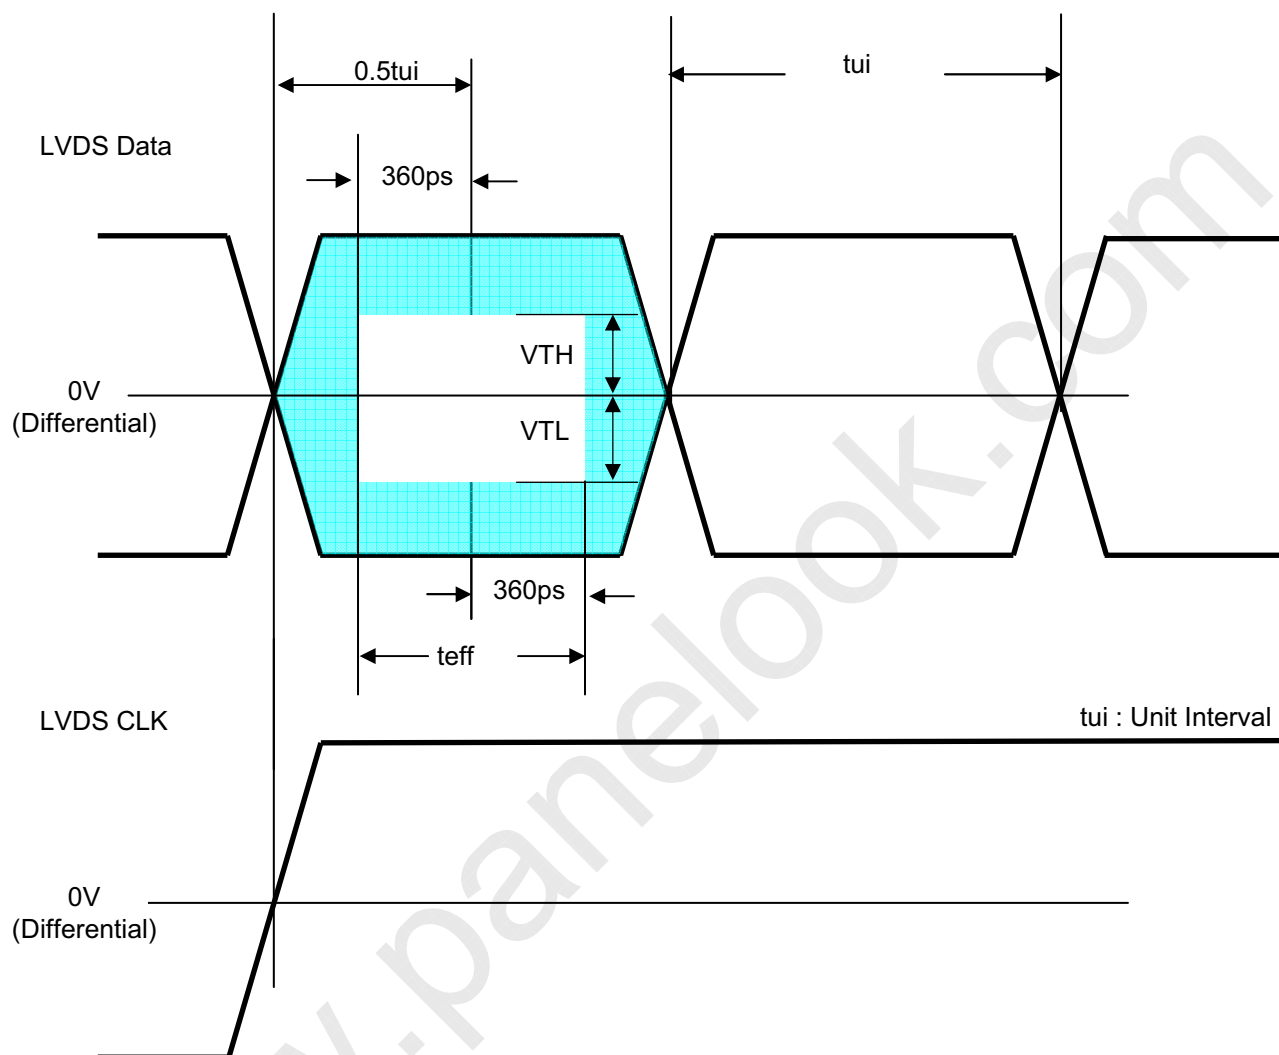 0.5tui
tui
LVDS Data
360ps
VTH
0V
(Differential)
VTL
360ps
teff
LVDS CLK
tui : Unit Interval
0V
(Differential)
.panelook.com